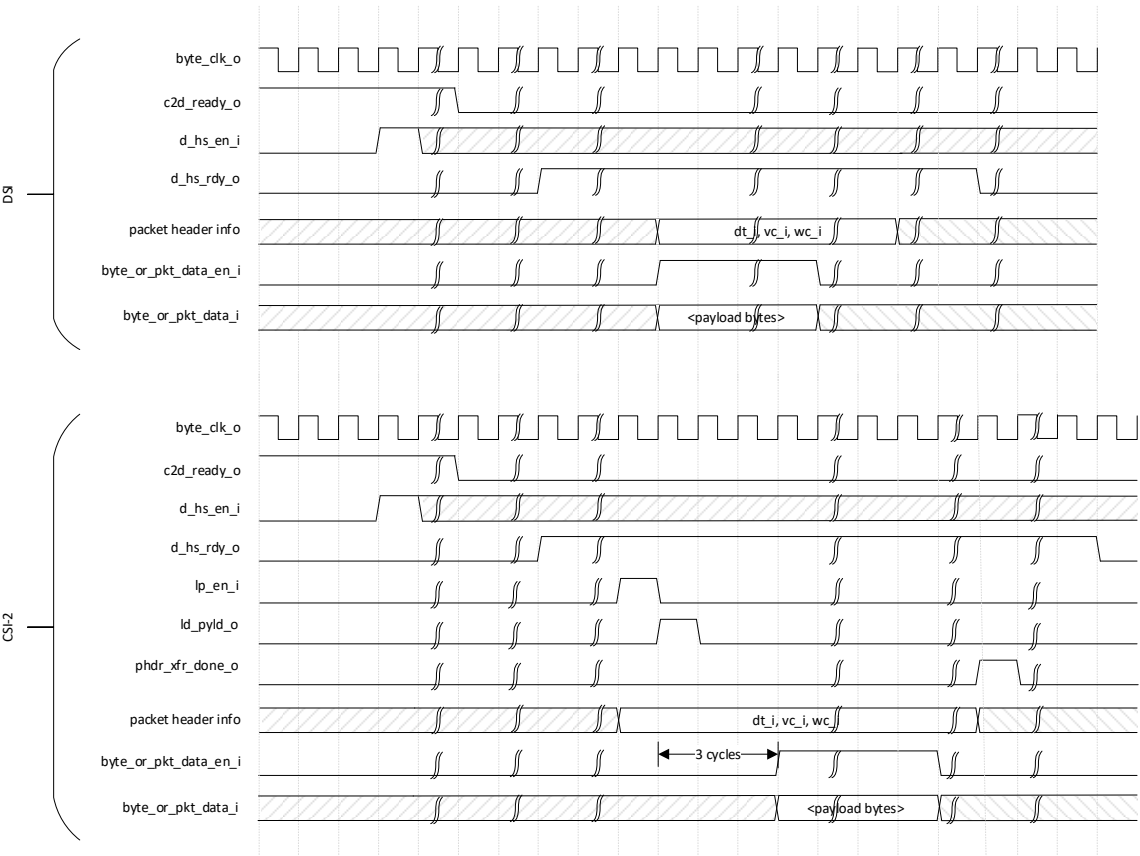 DSI
byte_clk_o
c2d_ready_o
d_hs_en_i
d_hs_rdy_o
packet header info
dt_i, vc_i, wc_i
byte_or_pkt_data_en_i
byte_or_pkt_data_i
<payload bytes>
CSI-2
byte_clk_o
c2d_ready_o
d_hs_en_i
d_hs_rdy_o
lp_en_i
ld_pyld_o
phdr_xfr_done_o
packet header info
dt_i, vc_i, wc_
byte_or_pkt_data_en_i
3 cycles
byte_or_pkt_data_i
<payload bytes>